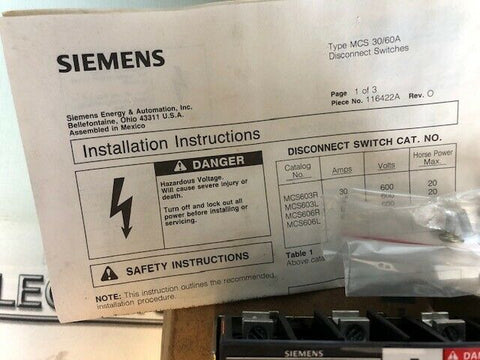 SIEMENS
Type MCS 30/60A
Disconnect Switches
Page 1 of 3
Piece No. 116422A Rev. O
Siemens Energy & Automation, Inc.
Bellefontaine, Ohio 43311 U.S.A.
Assembled in Mexico
Installation Instructions
DANGER
Hazardous Voltage.
Will cause severe injury or
death.
Turn off and lock out all
power before installing or
servicing.
SAFETY INSTRUCTIONS
NOTE: This instruction outlines the recommended
installation procedure.
DISCONNECT SWITCH CAT. NO.
Catalog No. Amps Volts Horse Power Max.
MCS603R 30 600 20
MCS603L 600 20
MCS606R
MCS606L
Table 1
Above cata
SIEMENS
DA